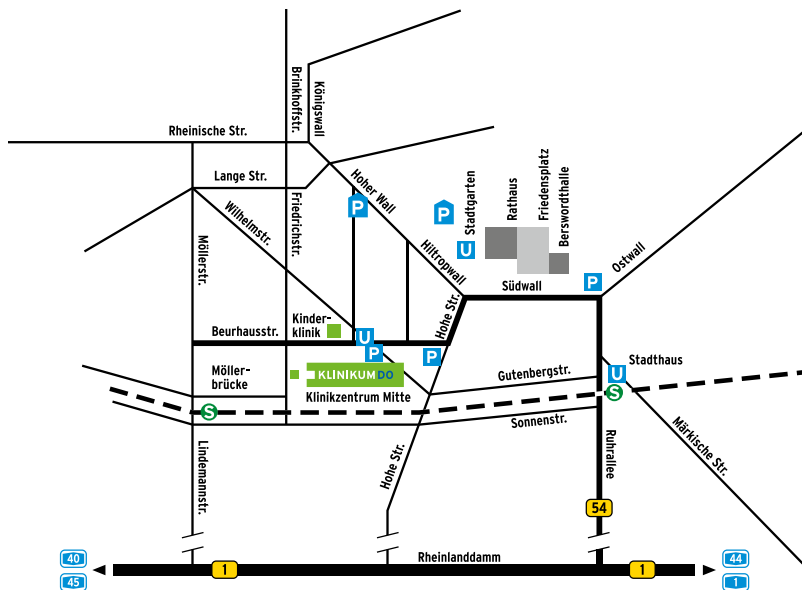 Brinkhoffstr.
Königswall
Rheinische Str.
Lange Str.
Hoher Wall
Wilhelmstr.
Friedrichstr.
Möllerstr.
P
P
Stadtgarten
U
Rathaus
Friedensplatz
Berswordthalle
Hiltropwall
Ostwall
P
Südwall
Hohe Str.
Beurhausstr.
Kinder-
klinik
U
P
P
Möller-
brücke
KLINIKUMDO
Klinikzentrum Mitte
Gutenbergstr.
Stadthaus
U
S
S
Sonnenstr.
Märkische Str.
Lindemannstr.
Hohe Str.
Ruhrallee
54
Rheinlanddamm
40
45
1
1
44
1